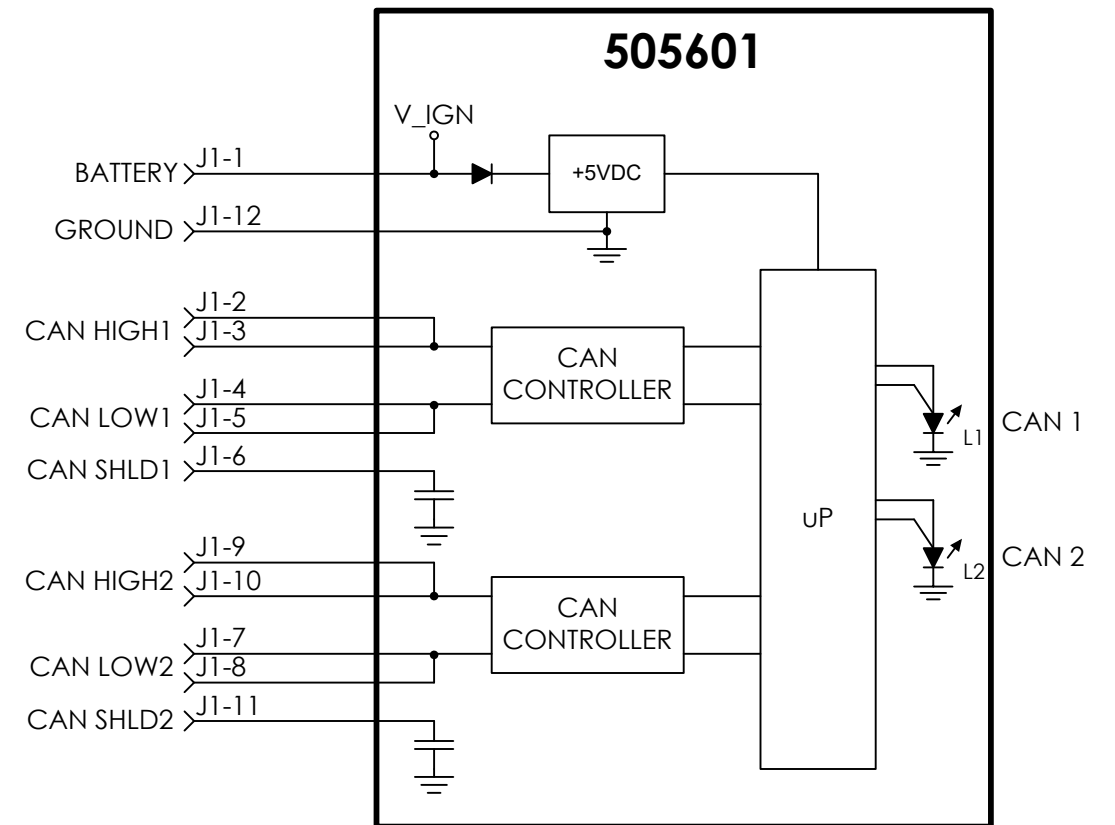 505601
V_IGN
BATTERY J1-1
+5VDC
GROUND J1-12
J1-2
CAN HIGH1 J1-3
CAN
CONTROLLER
J1-4
CAN LOW1 J1-5
CAN SHLD1 J1-6
L1 CAN 1
uP
J1-9
CAN HIGH2 J1-10
L2 CAN 2
CAN
CONTROLLER
J1-7
CAN LOW2 J1-8
CAN SHLD2 J1-11